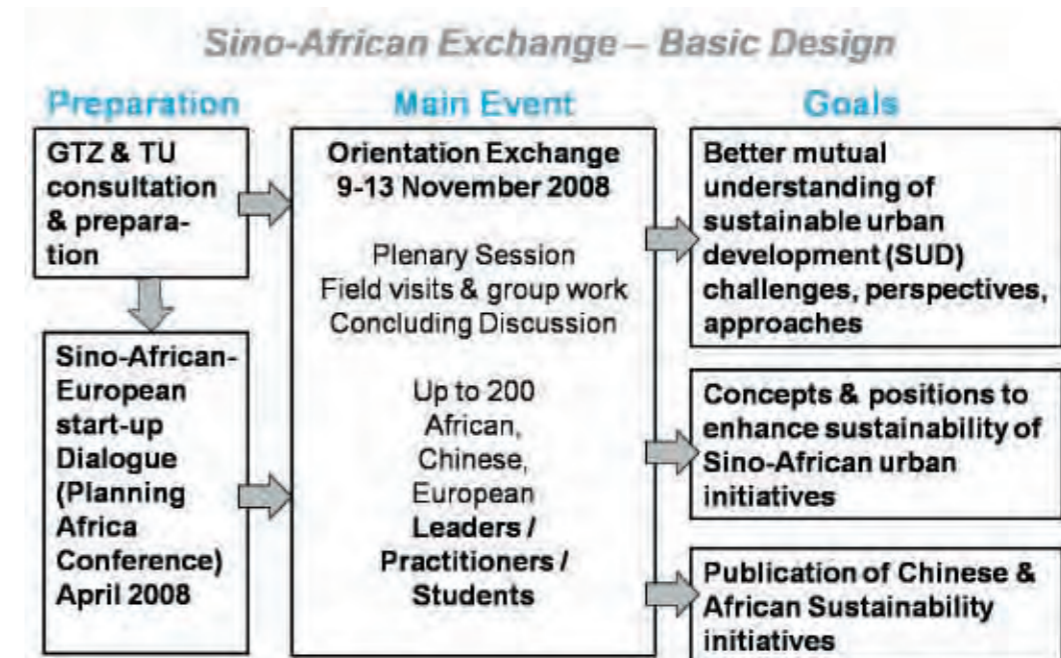 Sino-African Exchange – Basic Design
Preparation
GTZ & TU
consultation
& prepara-
tion
Sino-African-
European
start-up
Dialogue
(Planning
Africa
Conference)
April 2008
Main Event
Orientation Exchange
9-13 November 2008
Plenary Session
Field visits & group work
Concluding Discussion
Up to 200
African,
Chinese,
European
Leaders /
Practitioners /
Students
Goals
Better mutual
understanding of
sustainable urban
development (SUD)
challenges, perspectives,
approaches
Concepts & positions to
enhance sustainability of
Sino-African urban
initiatives
Publication of Chinese &
African Sustainability
initiatives